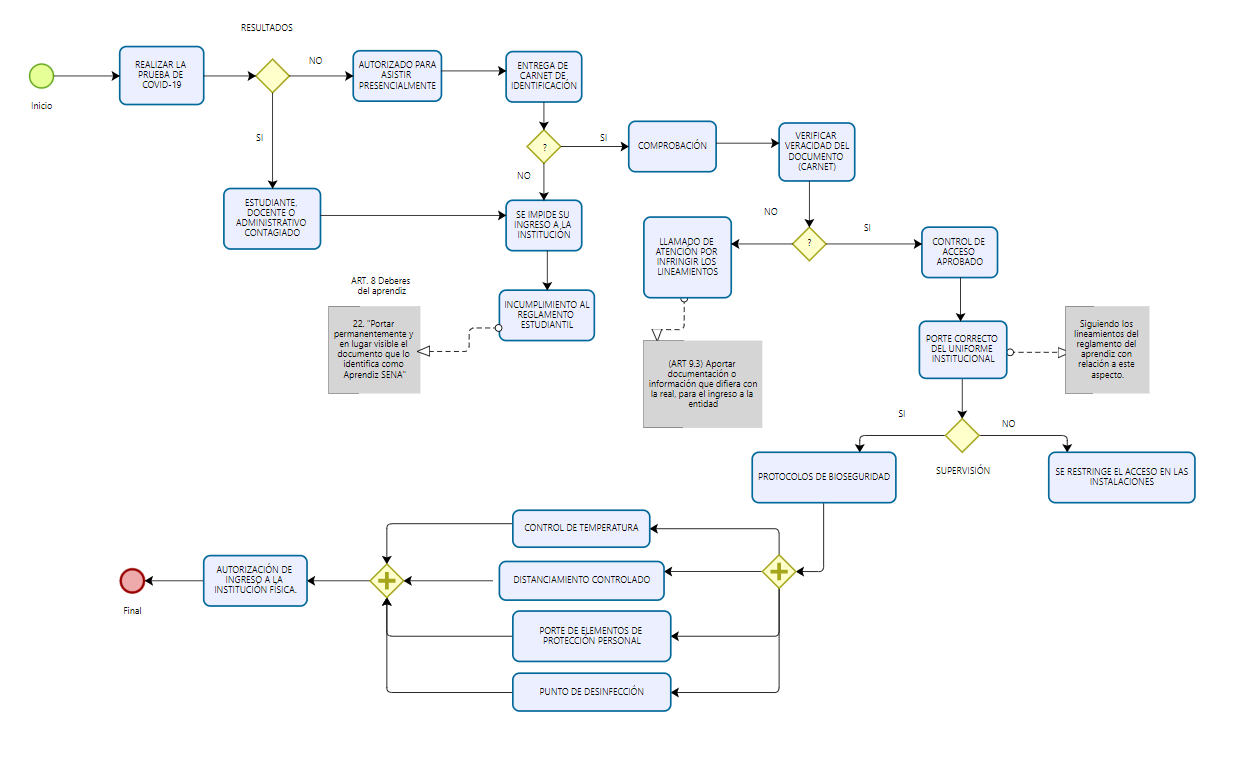 RESULTADOS
Inicio
REALIZAR LA
PRUEBA DE
COVID-19
NO
SI
AUTORIZADO PARA
ASISTIR
PRESENCIALMENTE
ENTREGA DE
CARNET DE
IDENTIFICACIÓN
?
SI
NO
COMPROBACIÓN
VERIFICAR
VERACIDAD DEL
DOCUMENTO
(CARNET)
ESTUDIANTE,
DOCENTE O
ADMINISTRATIVO
CONTAGIADO
SE IMPIDE SU
INGRESO A LA
INSTITUCIÓN
NO
?
SI
LLAMADO DE
ATENCIÓN POR
INFRINGIR LOS
LINEAMIENTOS
CONTROL DE
ACCESO
APROBADO
ART. 8 Deberes
del aprendiz
22. "Portar
permanentemente y
en lugar visible el
documento que lo
identifica como
Aprendiz SENA"
INCUMPLIMIENTO AL
REGLAMENTO
ESTUDIANTIL
(ART 9.3) Aportar
documentación o
información que difiera con
la real, para el ingreso a la
entidad
PORTE CORRECTO
DEL UNIFORME
INSTITUCIONAL
Siguiendo los
lineamientos del
reglamento del
aprendiz con
relación a este
aspecto.
SI
NO
SUPERVISIÓN
PROTOCOLOS DE BIOSEGURIDAD
SE RESTRINGE EL ACCESO EN LAS
INSTALACIONES
CONTROL DE TEMPERATURA
DISTANCIAMIENTO CONTROLADO
PORTE DE ELEMENTOS DE
PROTECCIÓN PERSONAL
PUNTO DE DESINFECCIÓN
AUTORIZACIÓN DE
INGRESO A LA
INSTITUCIÓN FÍSICA.
Final